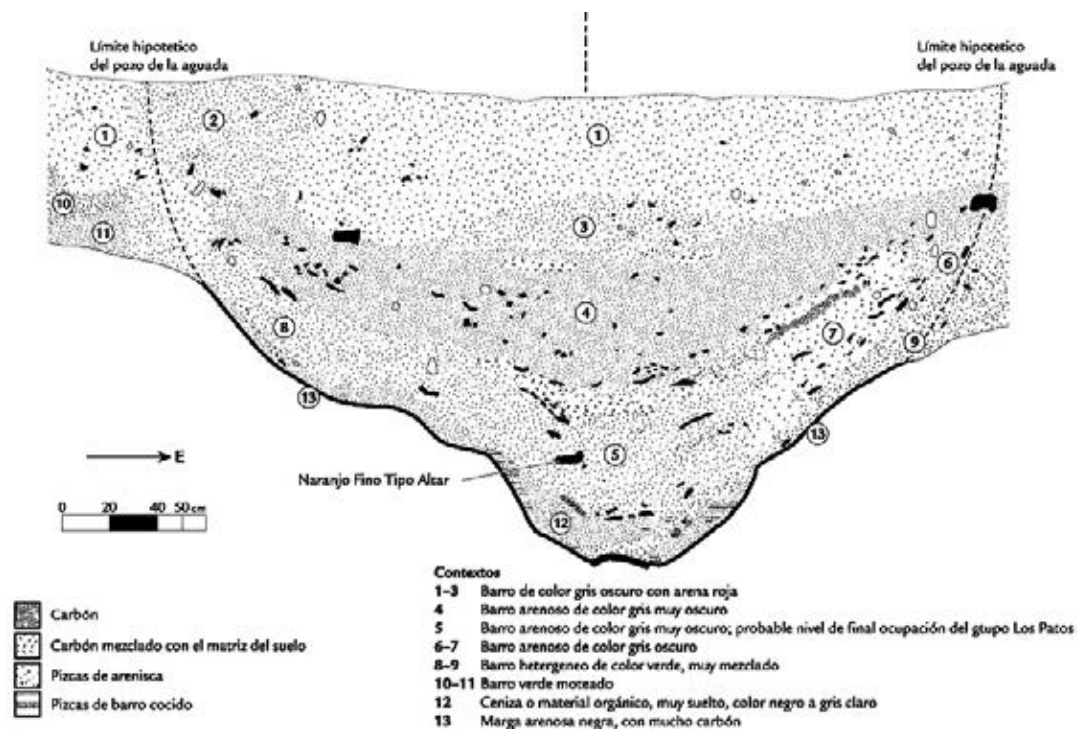 Límite hipotetico
del pozo de la aguada
Límite hipotetico
del pozo de la aguada
1
2
1
10
11
3
6
4
8
7
9
13
13
5
Naranjo Fino Tipo Altar
12
E
0 20 40 50 cm
Carbón
Carbón mezclado con el matriz del suelo
Pizcas de arenisca
Pizcas de barro cocido
Contextos
1–3 Barro de color gris oscuro con arena roja
4 Barro arenoso de color gris muy oscuro
5 Barro arenoso de color gris muy oscuro; probable nivel de final ocupación del gtupo Los Patos
6–7 Barro arenoso de color gris oscuro
8–9 Barro hetergeneo de color verde, muy mezclado
10–11 Barro verde moteado
12 Ceniza o material orgánico, muy suelto, color negro a gris claro
13 Marga arenosa negra, con mucho carbón